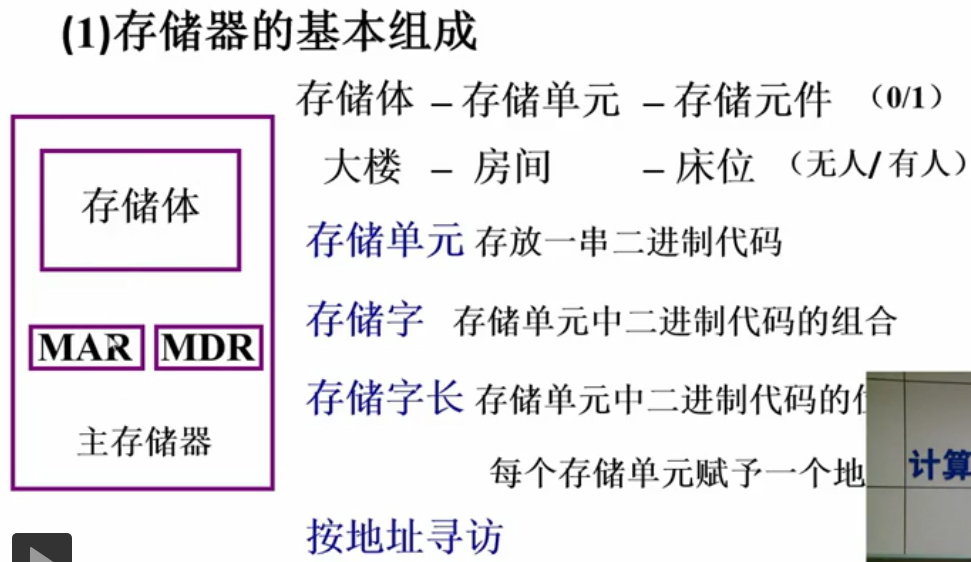 (1)存储器的基本组成
存储体 – 存储单元 – 存储元件 （0/1）
大楼 – 房间 – 床位 （无人/有人）
存储体
存储单元 存放一串二进制代码
存储字 存储单元中二进制代码的组合
MAR MDR
存储字长 存储单元中二进制代码的
主存储器
每个存储单元赋予一个地
计算
按地址寻访